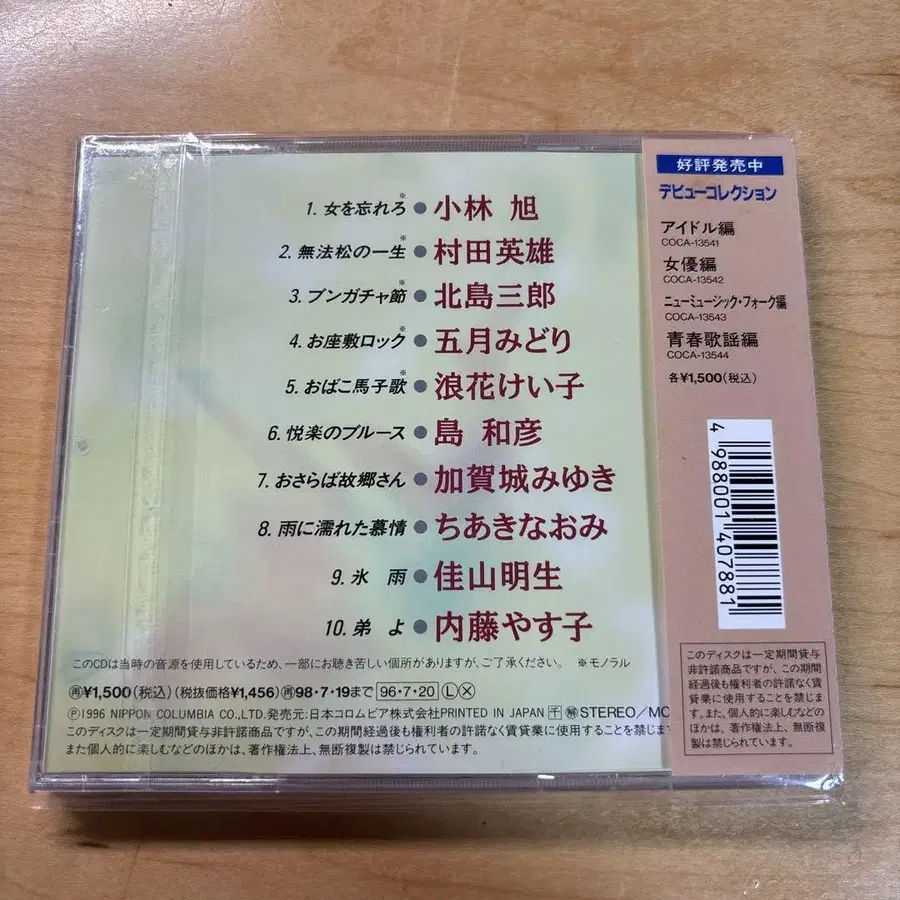 1. 女を忘れろ※ ● 小林 旭
2. 無法松の一生※ ● 村田英雄
3. ブンガチャ節※ ● 北島三郎
4. お座敷ロック※ ● 五月みどり
5. おばこ馬子歌※ ● 浪花けい子
6. 悦楽のブルース ● 島 和彦
7. おさらば故郷さん ● 加賀城みゆき
8. 雨に濡れた慕情 ● ちあきなおみ
9. 氷 雨 ● 佳山明生
10. 弟 よ ● 内藤やす子
このCDは当時の音源を使用しているため、一部にお聴き苦しい個所がありますが、ご了承ください。 ※モノラル
再¥1,500(税込)(税抜価格¥1,456)再98・7・19まで 96・7・20 L X
Ⓟ1996 NIPPON COLUMBIA CO.,LTD.発売元:日本コロムビア株式会社PRINTED IN JAPAN STEREO/MO
このディスクは一定期間貸与非許諾商品ですが、この期間経過後も権利者の許諾なく賃貸業に使用することを禁じます
また個人的に楽しむなどのほかは、著作権法上、無断複製は禁じられています。
好評発売中
デビューコレクション
アイドル編
COCA-13541
女優編
COCA-13542
ニューミュージック・フォーク編
COCA-13543
青春歌謡編
COCA-13544
各¥1,500(税込)
4 988001 407881
このディスクは一定期間貸与
非許諾商品ですが、この期間
経過後も権利者の許諾なく賃
貸業に使用することを禁じま
す。また、個人的に楽しむなどの
ほかは、著作権法上、無断複
製は禁じられています。